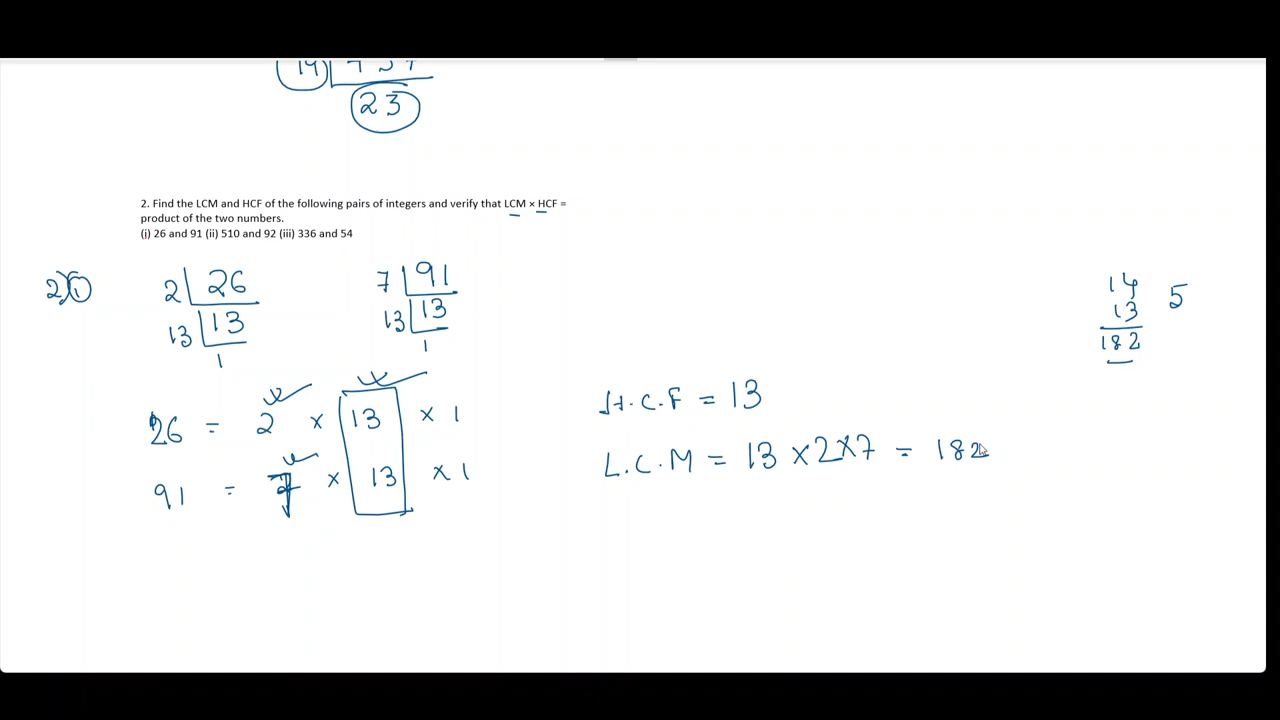 23
2. Find the LCM and HCF of the following pairs of integers and verify that LCM × HCF =
product of the two numbers.
(i) 26 and 91 (ii) 510 and 92 (iii) 336 and 54
2) i
2 26
13 13
1
7 91
13 13
1
14
13
182
5
26 = 2 × 13 × 1
91 = 7 × 13 × 1
H.C.F = 13
L.C.M = 13 × 2 × 7 = 182